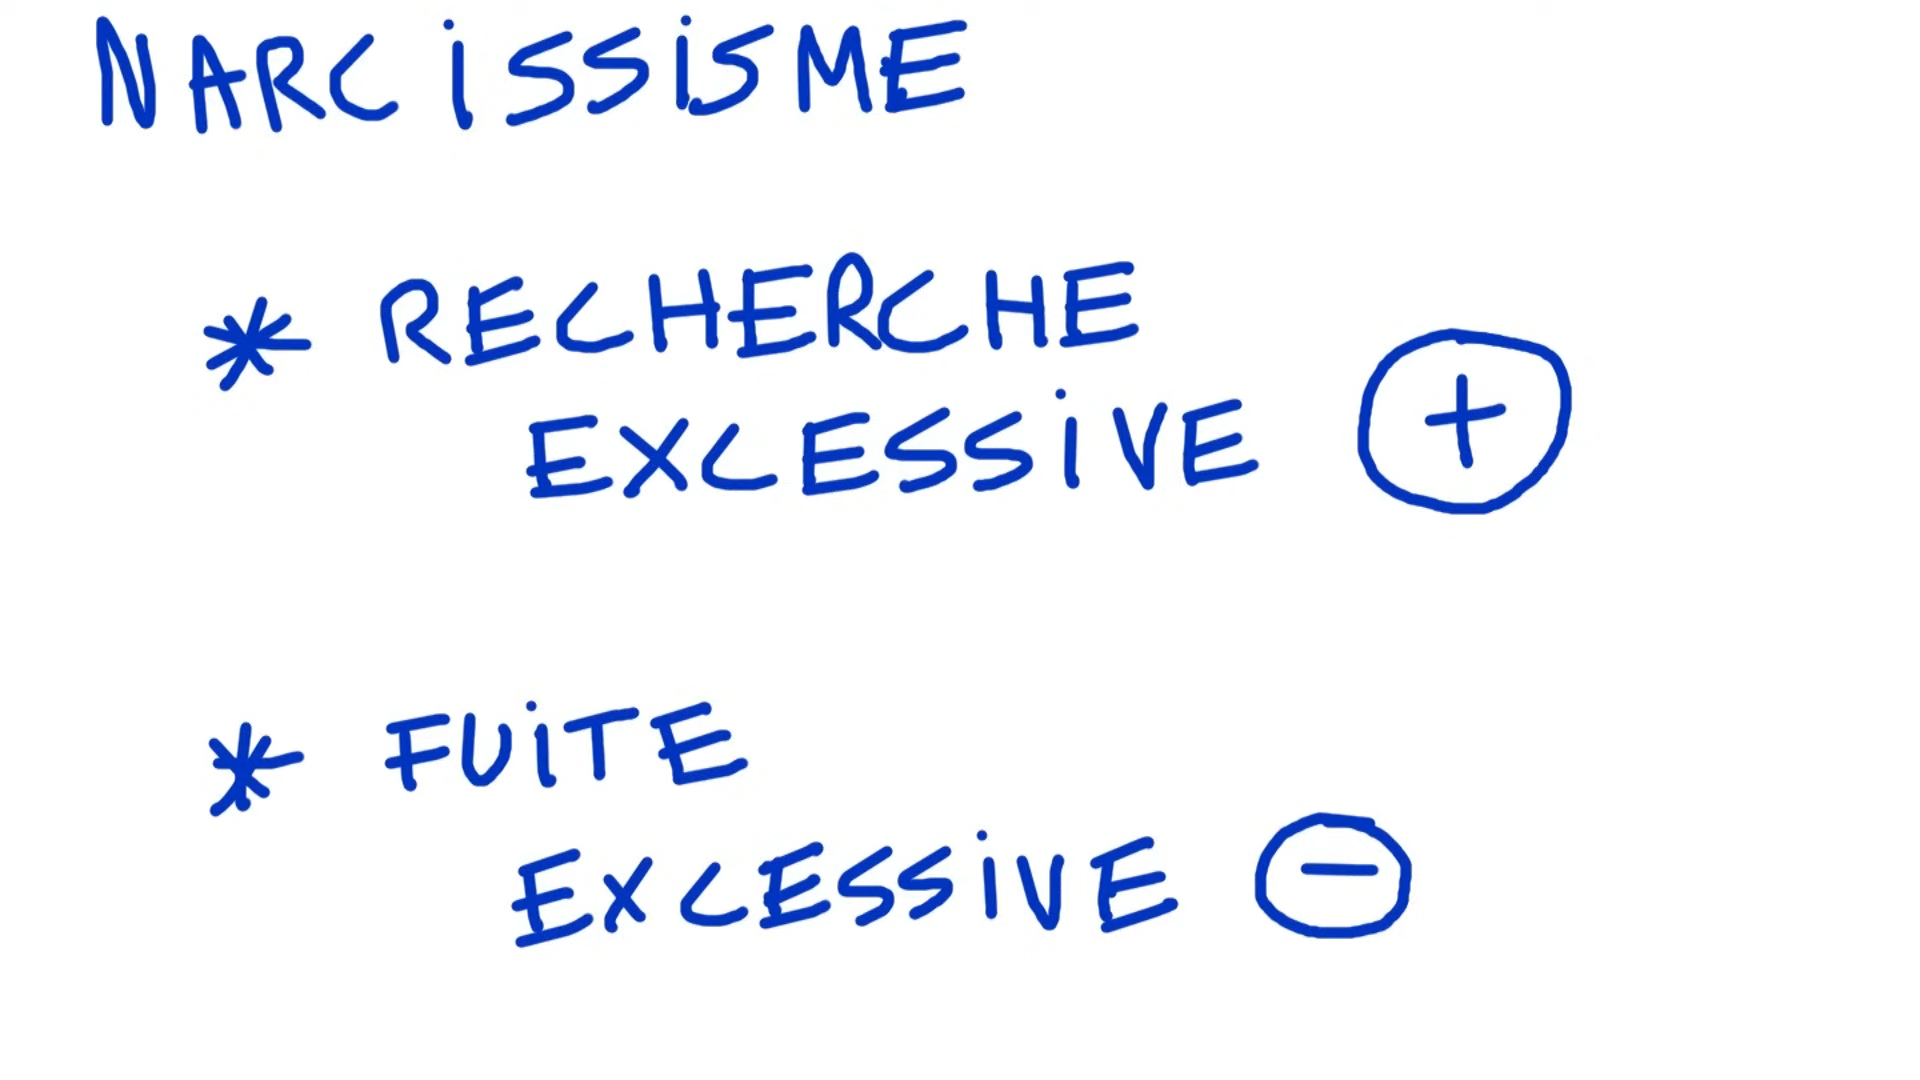 NARCISSISME
* RECHERCHE
EXCESSIVE +
* FUITE
EXCESSIVE -